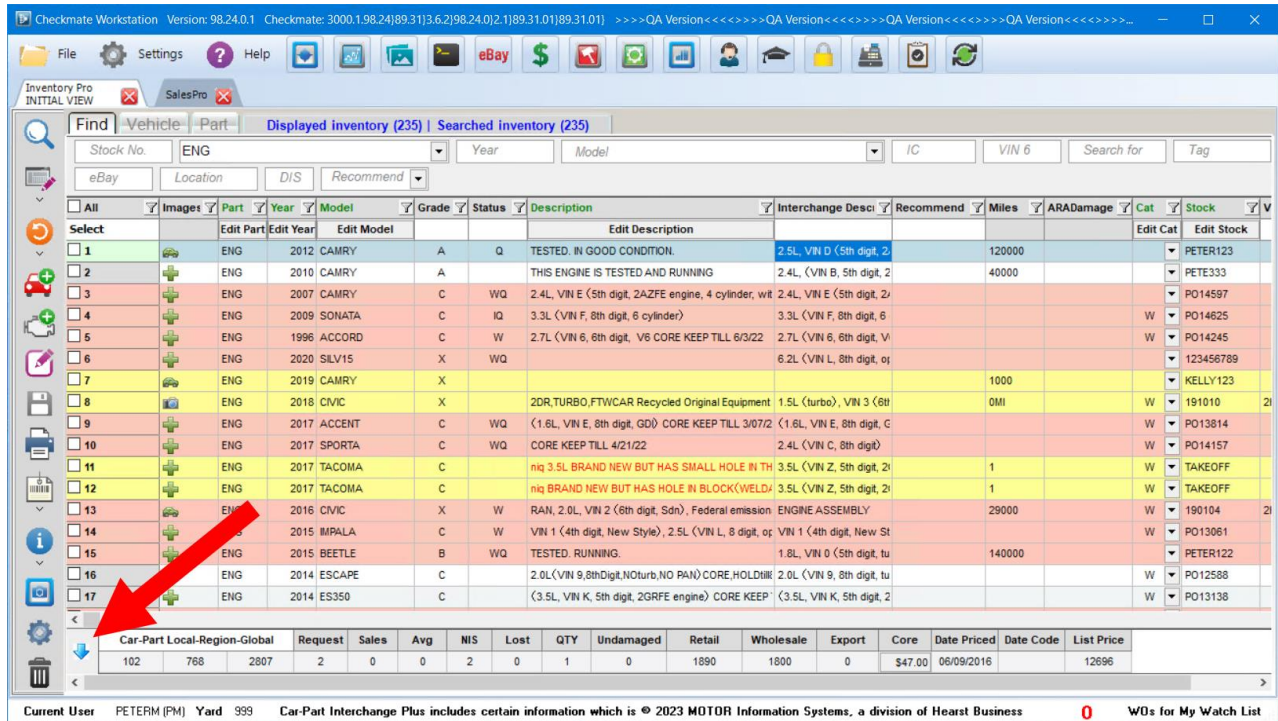 Checkmate Workstation Version: 98.24.0.1 Checkmate: 3000.1.98.24}89.31}3.6.2}98.24.0}2.1}89.31.01}89.31.01} >>>>QA Version<<<<>>>>QA Version<<<<>>>>QA Version<<<<>>>>QA Version<<<<>>>>...
File Settings Help eBay
Inventory Pro
INITIAL VIEW SalesPro
Find Vehicle Part Displayed inventory (235) | Searched inventory (235)
Stock No. ENG Year Model IC VIN 6 Search for Tag
eBay Location DIS Recommend
All Images Part Year Model Grade Status Description Interchange Descr Recommend Miles ARADamage Cat Stock V
Select Edit Part Edit Year Edit Model Edit Description Edit Cat Edit Stock
1 ENG 2012 CAMRY A Q TESTED. IN GOOD CONDITION. 2.5L, VIN D (5th digit, 2 120000 PETER123
2 ENG 2010 CAMRY A THIS ENGINE IS TESTED AND RUNNING 2.4L, (VIN B, 5th digit, 2 40000 PETE333
3 ENG 2007 CAMRY C WQ 2.4L, VIN E (5th digit, 2AZFE engine, 4 cylinder, wit 2.4L, VIN E (5th digit, 2 PO14597
4 ENG 2009 SONATA C IQ 3.3L (VIN F, 8th digit, 6 cylinder) 3.3L (VIN F, 8th digit, 6 W PO14625
5 ENG 1996 ACCORD C W 2.7L (VIN 6, 6th digit, V6 CORE KEEP TILL 6/3/22 2.7L (VIN 6, 6th digit, V W PO14245
6 ENG 2020 SILV15 X WQ 6.2L (VIN L, 8th digit, op 123456789
7 ENG 2019 CAMRY X 1000 KELLY123
8 ENG 2018 CIVIC X 2DR,TURBO,FTWCAR Recycled Original Equipment 1.5L (turbo), VIN 3 (6th 0MI W 191010
9 ENG 2017 ACCENT C WQ (1.6L, VIN E, 8th digit, GDI) CORE KEEP TILL 3/07/2 (1.6L, VIN E, 8th digit, G W PO13814
10 ENG 2017 SPORTA C WQ CORE KEEP TILL 4/21/22 2.4L (VIN C, 8th digit) W PO14157
11 ENG 2017 TACOMA C niq 3.5L BRAND NEW BUT HAS SMALL HOLE IN TH 3.5L (VIN Z, 5th digit, 2 1 W TAKEOFF
12 ENG 2017 TACOMA C niq BRAND NEW BUT HAS HOLE IN BLOCK(WELD 3.5L (VIN Z, 5th digit, 2 1 W TAKEOFF
13 ENG 2016 CIVIC X W RAN, 2.0L, VIN 2 (6th digit, Sdn), Federal emission ENGINE ASSEMBLY 29000 W 190104
14 2015 IMPALA C W VIN 1 (4th digit, New Style), 2.5L (VIN L, 8 digit, op VIN 1 (4th digit, New St W PO13061
15 ENG 2015 BEETLE B WQ TESTED. RUNNING. 1.8L, VIN 0 (5th digit, tu 140000 PETER122
16 ENG 2014 ESCAPE C 2.0L(VIN 9,8thDigit,NOturb,NO PAN)CORE,HOLDtill 2.0L (VIN 9, 8th digit, tu W PO12588
17 ENG 2014 ES350 C (3.5L, VIN K, 5th digit, 2GRFE engine) CORE KEEP (3.5L, VIN K, 5th digit, 2 W PO13138
Car-Part Local-Region-Global Request Sales Avg NIS Lost QTY Undamaged Retail Wholesale Export Core Date Priced Date Code List Price
102 768 2807 2 0 0 2 0 1 0 1890 1800 0 $47.00 06/09/2016 12696
Current User PETERM (PM) Yard 999 Car-Part Interchange Plus includes certain information which is © 2023 MOTOR Information Systems, a division of Hearst Business 0 WOs for My Watch List